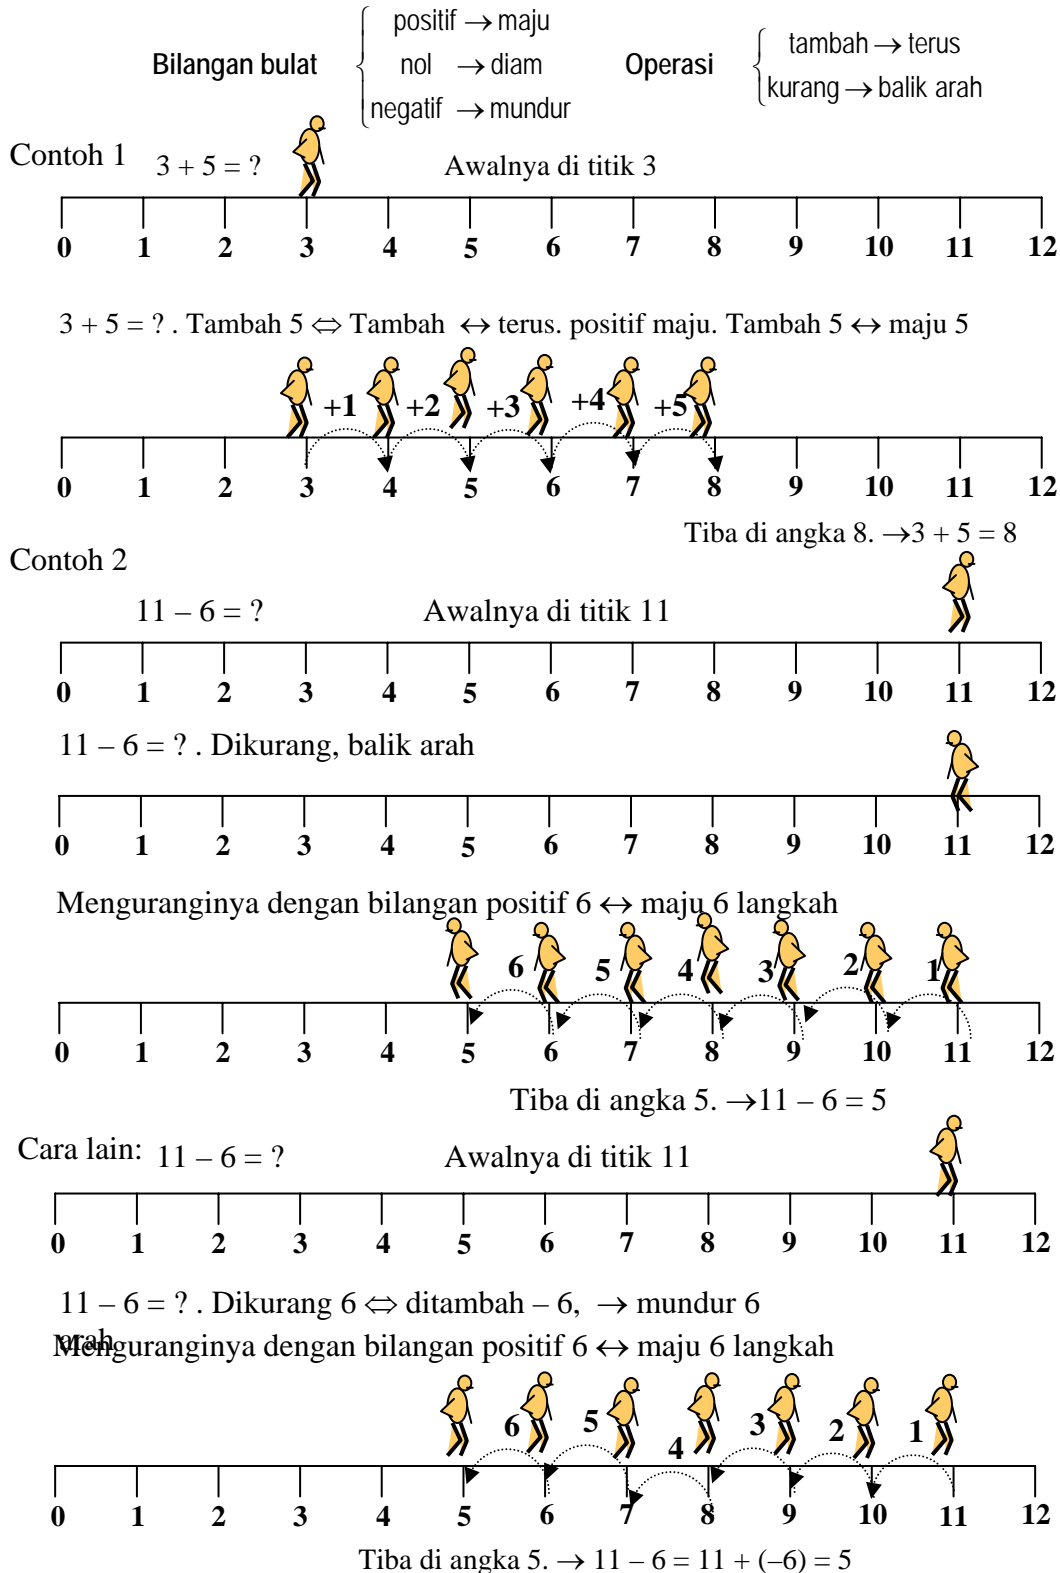 positif → maju
Bilangan bulat nol → diam Operasi tambah → terus
negatif → mundur kurang → balik arah
Contoh 1 3 + 5 = ? Awalnya di titik 3
0 1 2 3 4 5 6 7 8 9 10 11 12
3 + 5 = ? . Tambah 5 ⇔ Tambah ↔ terus. positif maju. Tambah 5 ↔ maju 5
+1 +2 +3 +4 +5
0 1 2 3 4 5 6 7 8 9 10 11 12
Tiba di angka 8. →3 + 5 = 8
Contoh 2
11 – 6 = ? Awalnya di titik 11
0 1 2 3 4 5 6 7 8 9 10 11 12
11 – 6 = ? . Dikurang, balik arah
0 1 2 3 4 5 6 7 8 9 10 11 12
Menguranginya dengan bilangan positif 6 ↔ maju 6 langkah
6 5 4 3 2 1
0 1 2 3 4 5 6 7 8 9 10 11 12
Tiba di angka 5. →11 – 6 = 5
Cara lain: 11 – 6 = ? Awalnya di titik 11
0 1 2 3 4 5 6 7 8 9 10 11 12
11 – 6 = ? . Dikurang 6 ⇔ ditambah – 6, → mundur 6
arah
Menguranginya dengan bilangan positif 6 ↔ maju 6 langkah
6 5 4 3 2 1
0 1 2 3 4 5 6 7 8 9 10 11 12
Tiba di angka 5. → 11 – 6 = 11 + (–6) = 5